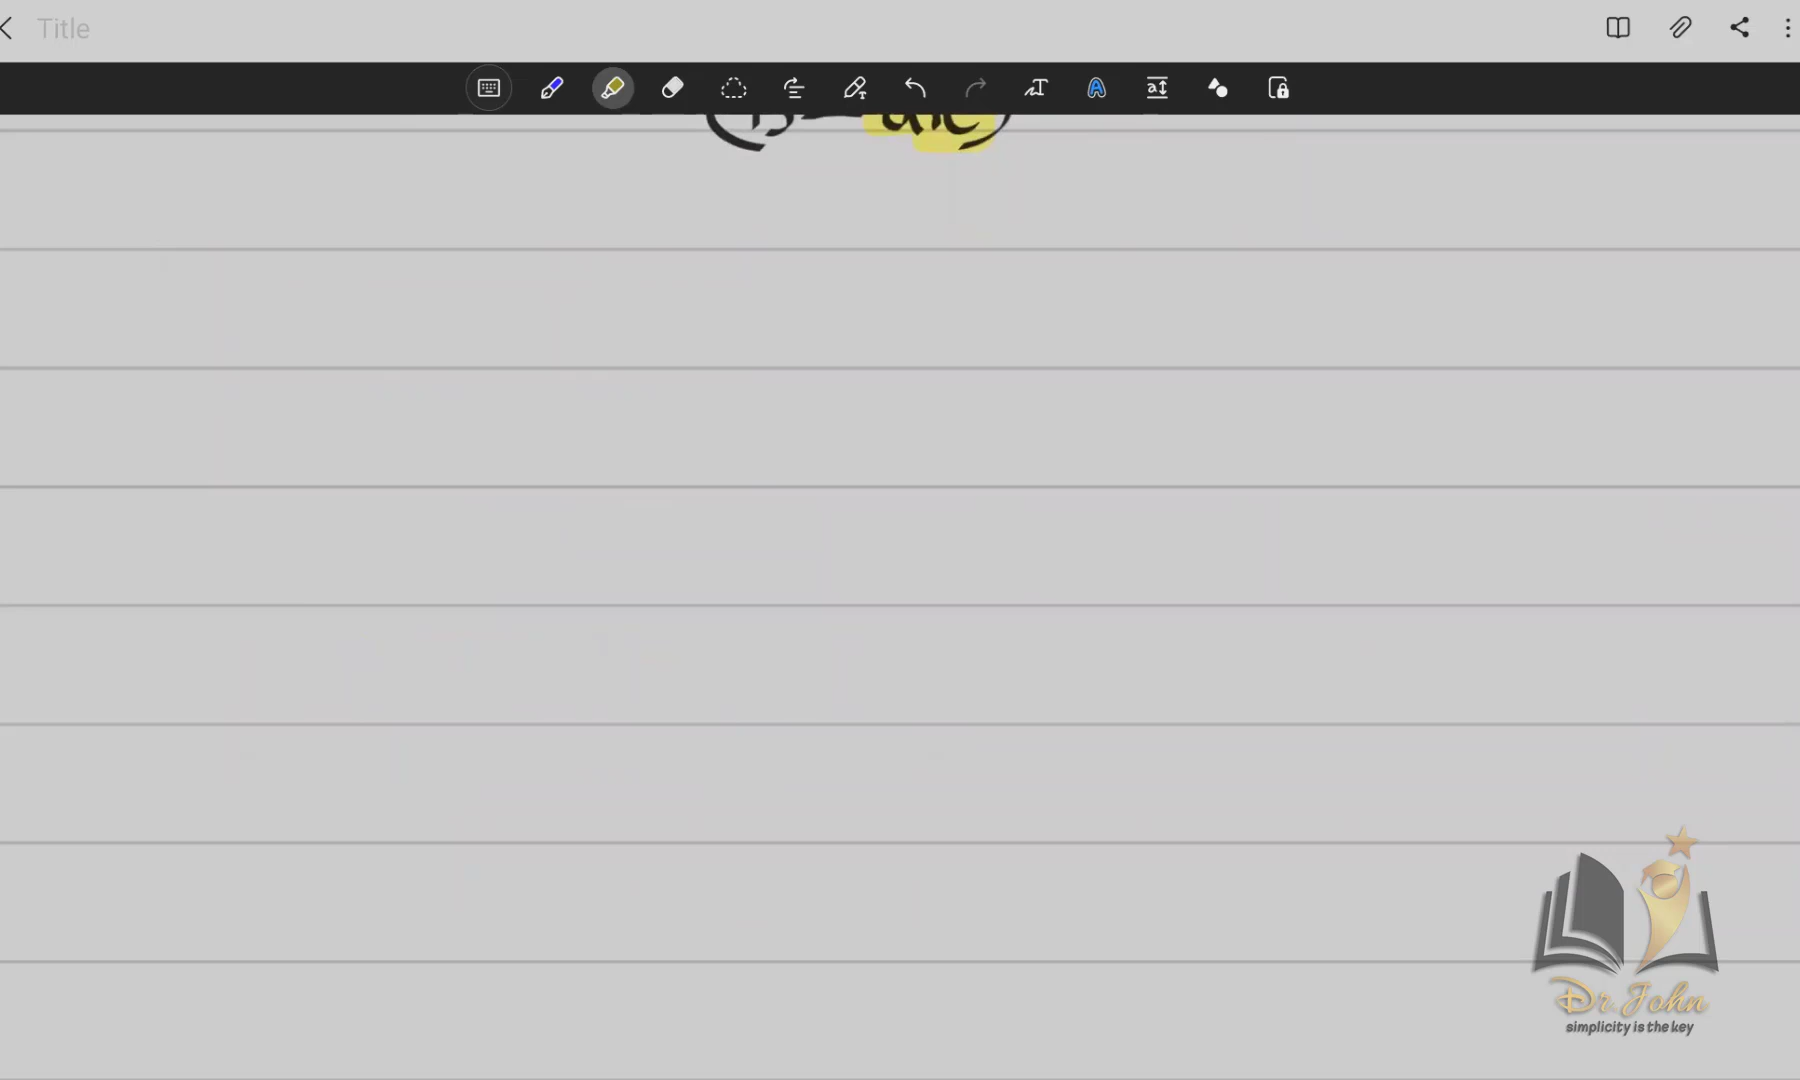 Title
Dr. John
simplicity is the key